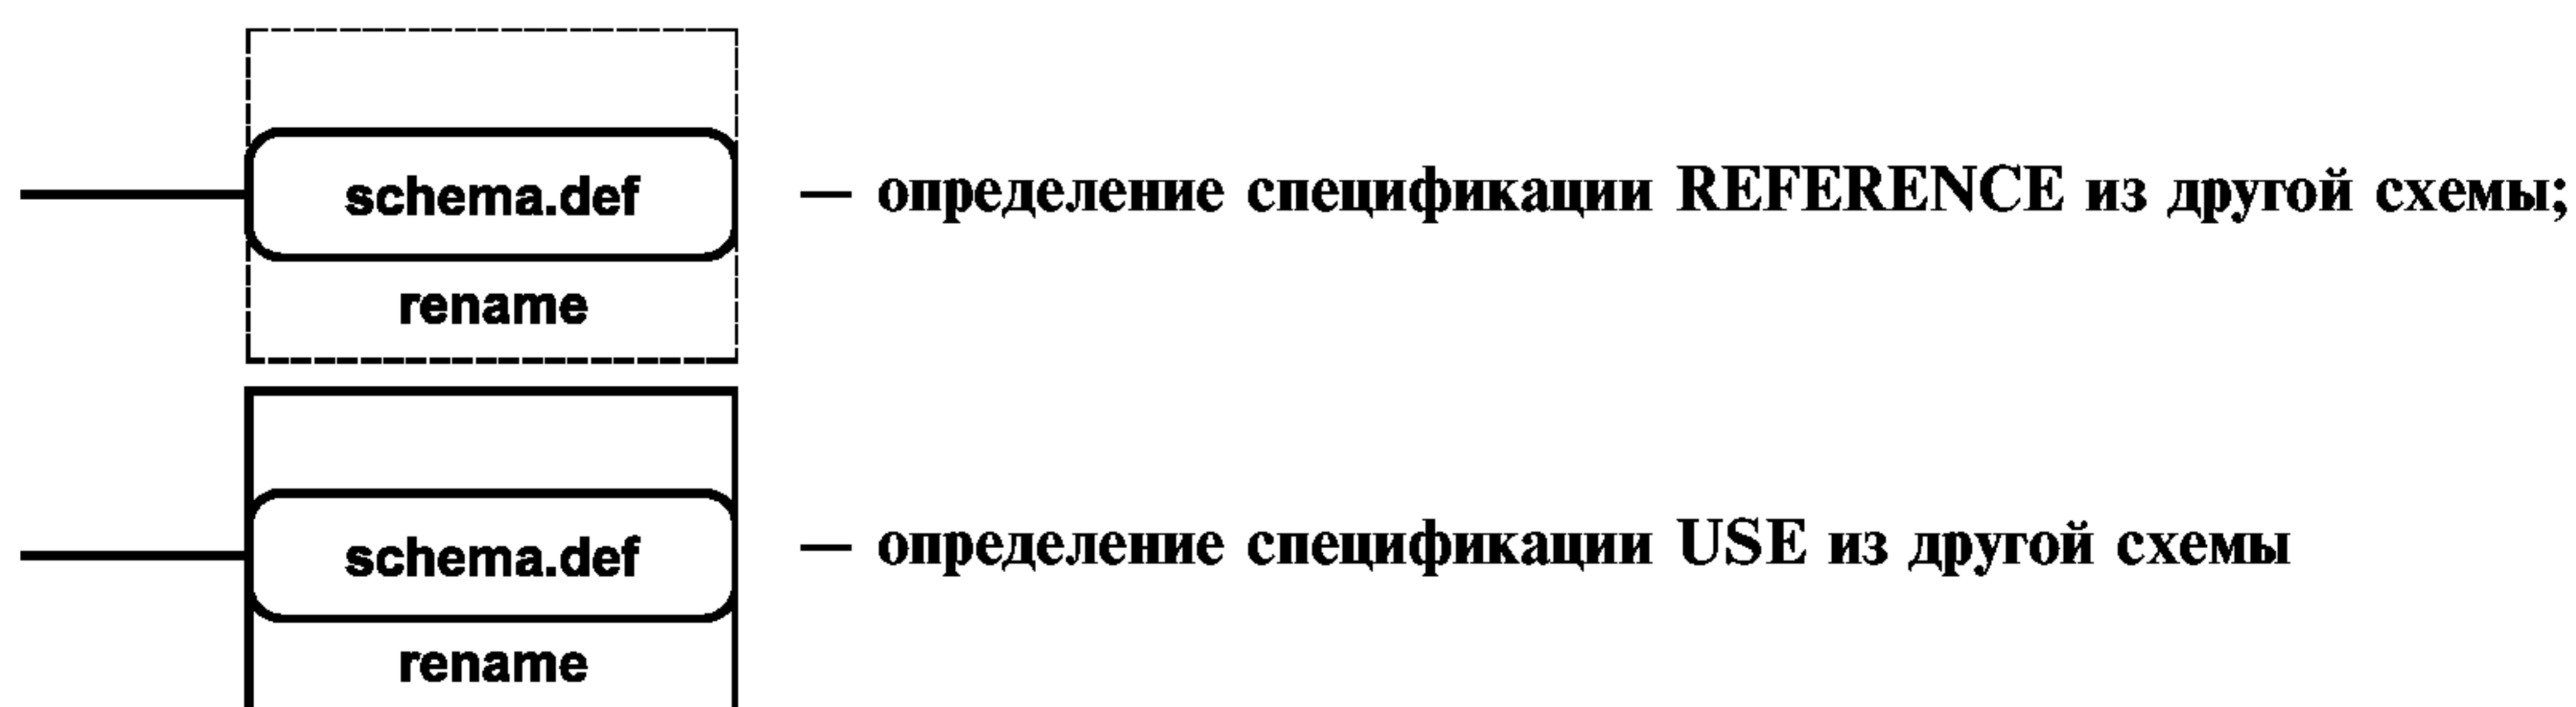 schema.def — определение спецификации REFERENCE из другой схемы;
rename
schema.def — определение спецификации USE из другой схемы
rename